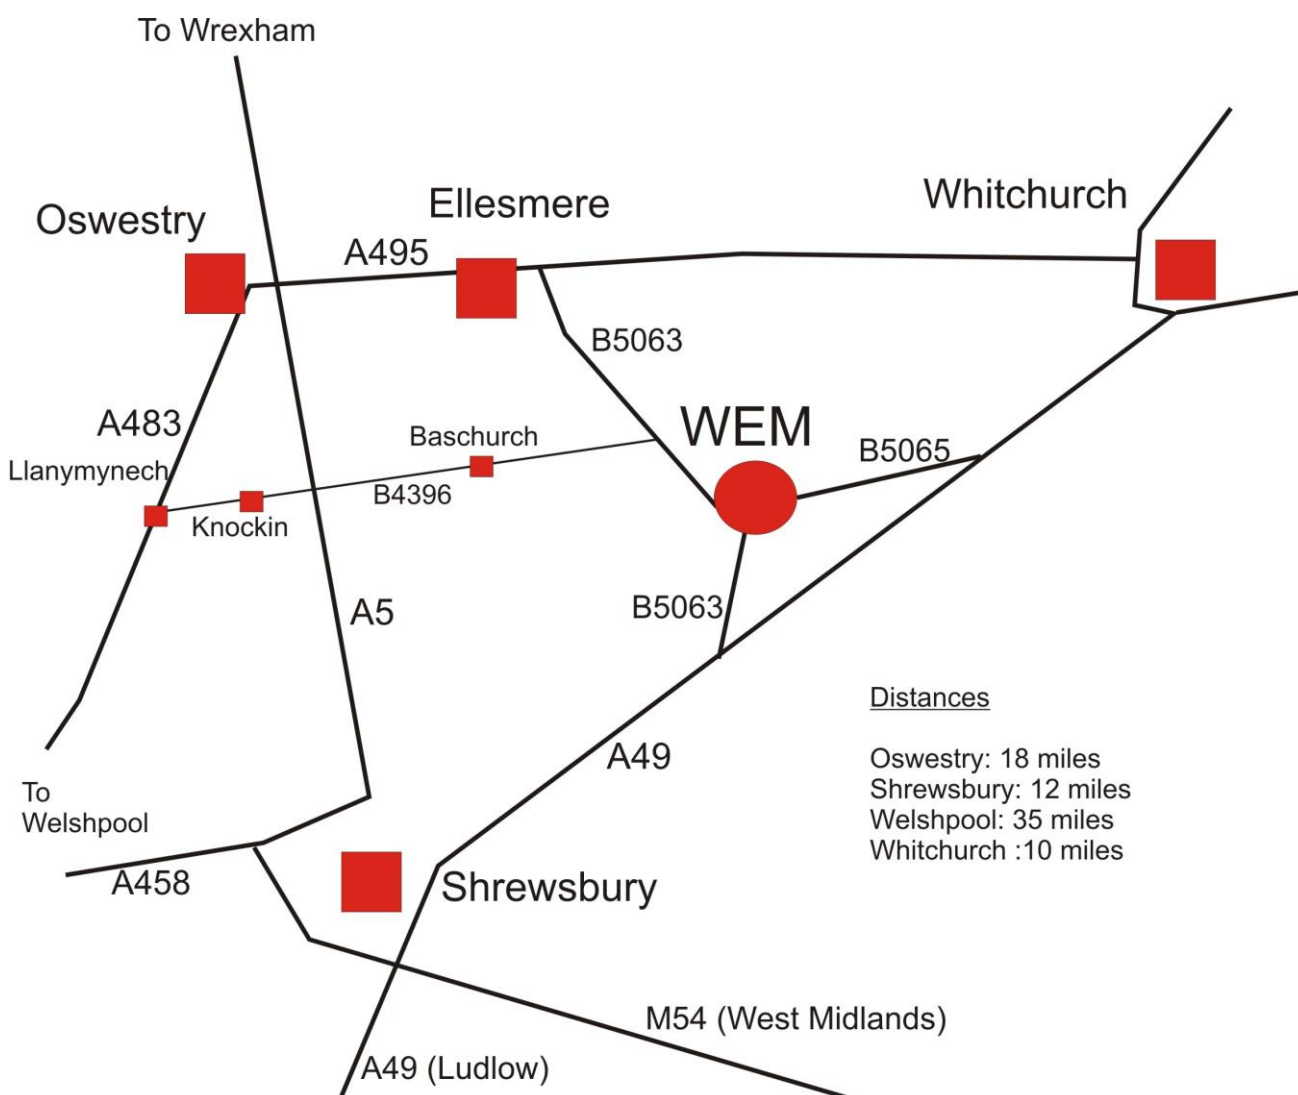 To Wrexham
Whitchurch
Ellesmere
Oswestry
A495
B5063
WEM
A483
Baschurch
B5065
Llanymynech
B4396
Knockin
A5
B5063
Distances
A49
Oswestry: 18 miles
Shrewsbury: 12 miles
Welshpool: 35 miles
Whitchurch :10 miles
To
Welshpool
A458
Shrewsbury
M54 (West Midlands)
A49 (Ludlow)